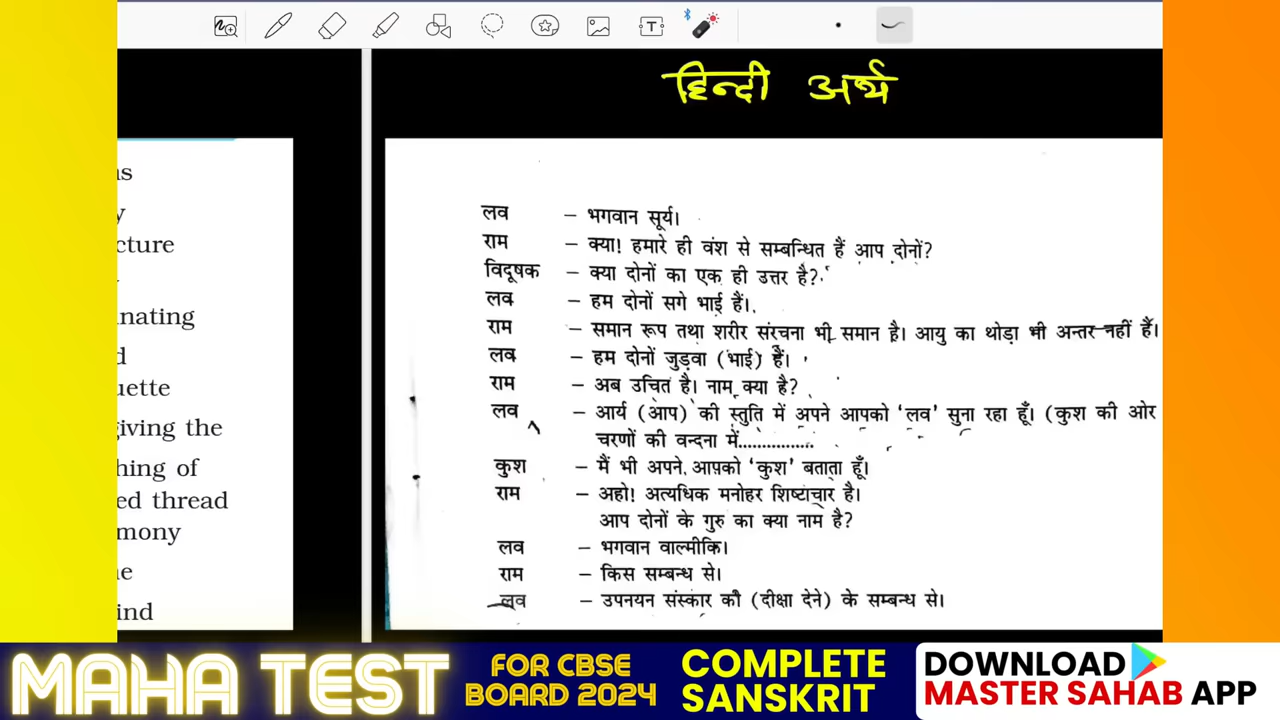 हिन्दी अर्थ
ns
y
cture
inating
d
uette
giving the
hing of
ed thread
mony
ne
ind
लव – भगवान सूर्य।
राम – क्या! हमारे ही वंश से सम्बन्धित हैं आप दोनों?
विदूषक – क्या दोनों का एक ही उत्तर है?
लव – हम दोनों सगे भाई हैं।
राम – समान रूप तथा शरीर संरचना भी समान है। आयु का थोड़ा भी अन्तर नहीं है।
लव – हम दोनों जुड़वा (भाई) हैं।
राम – अब उचित है। नाम क्या है?
लव – आर्य (आप) की स्तुति में अपने आपको ‘लव’ सुना रहा हूँ। (कुश की ओर
चरणों की वन्दना में...............
कुश – मैं भी अपने आपको ‘कुश’ बताता हूँ।
राम – अहो! अत्यधिक मनोहर शिष्टाचार है।
आप दोनों के गुरु का क्या नाम है?
लव – भगवान वाल्मीकि।
राम – किस सम्बन्ध से।
लव – उपनयन संस्कार की (दीक्षा देने) के सम्बन्ध से।
MAHA TEST
FOR CBSE
BOARD 2024
COMPLETE
SANSKRIT
DOWNLOAD
MASTER SAHAB APP